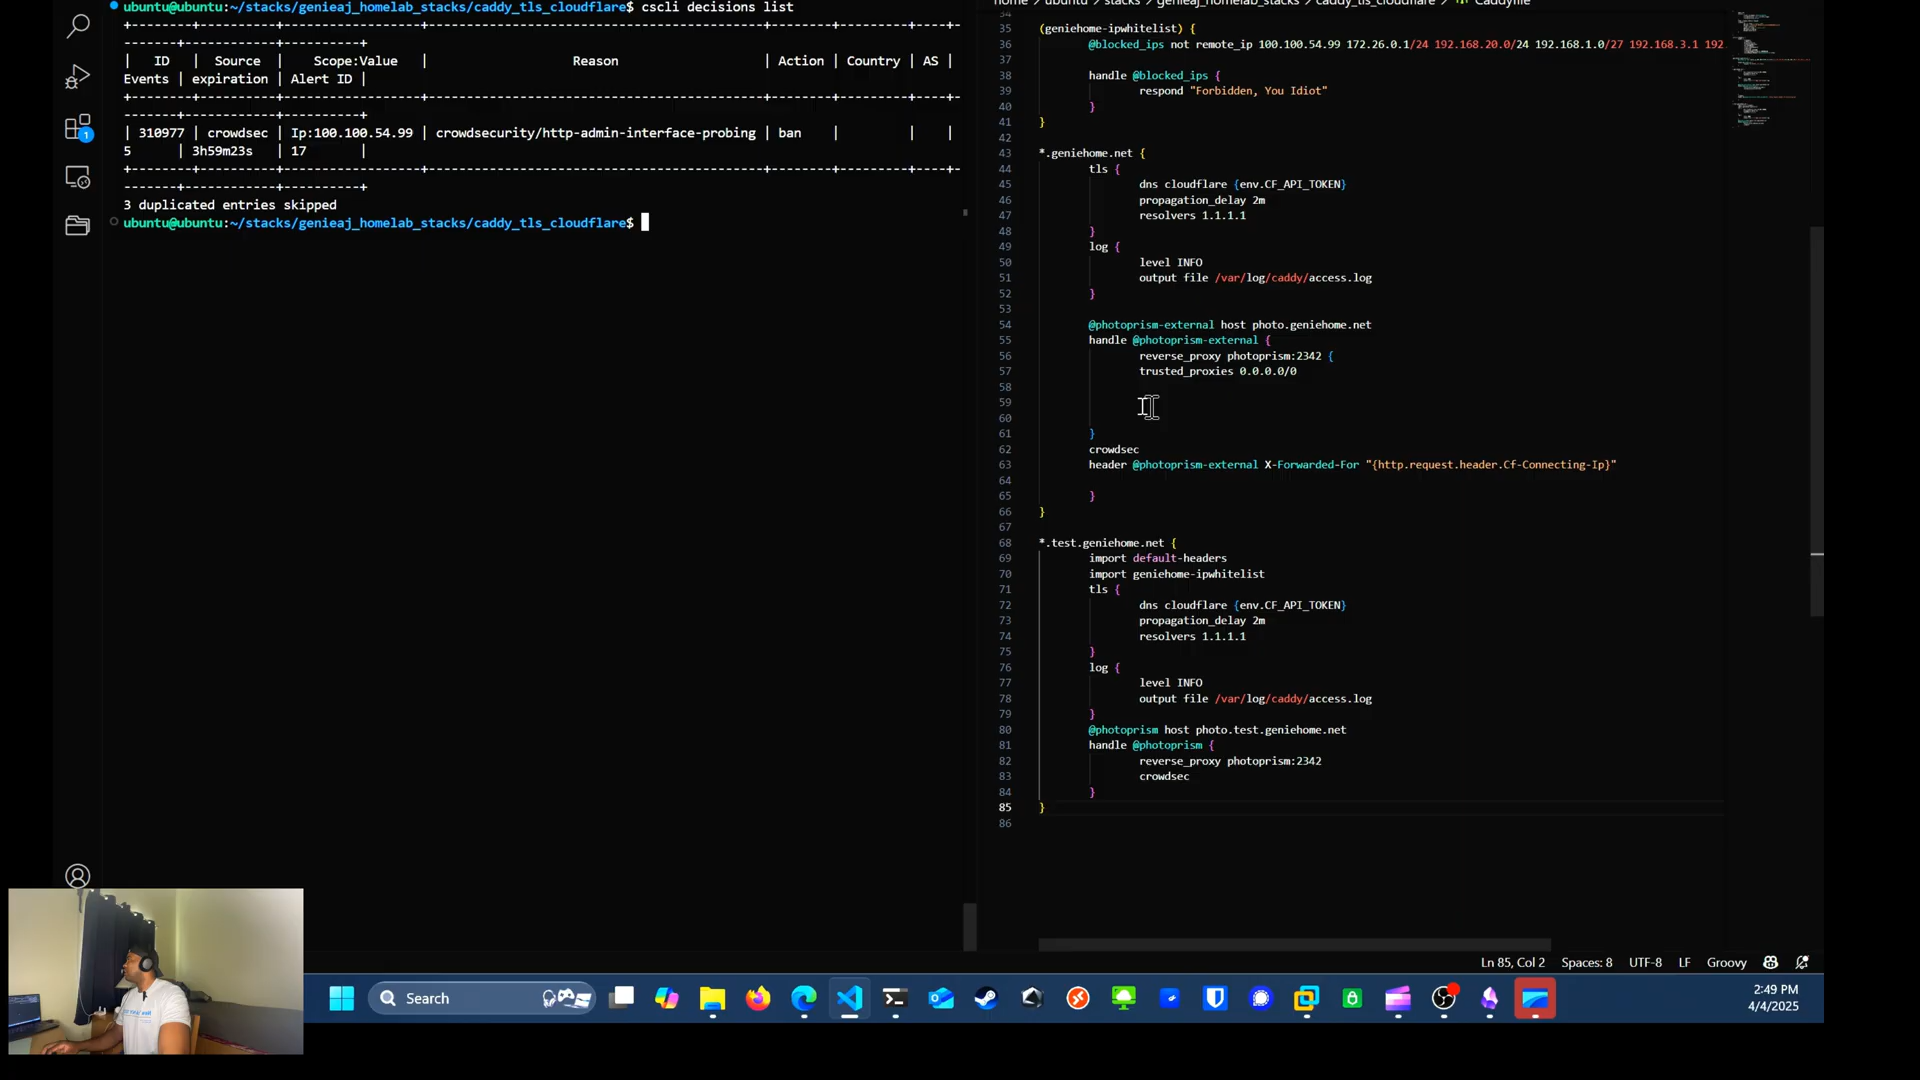 ubuntu@ubuntu:~/stacks/genieaj_homelab_stacks/caddy_tls_cloudflare$ cscli decisions list
| ID | Source | Scope:Value | Reason | Action | Country | AS |
Events | expiration | Alert ID |
| 310977 | crowdsec | Ip:100.100.54.99 | crowdsecurity/http-admin-interface-probing | ban | | |
5 | 3h59m23s | 17 |
3 duplicated entries skipped
ubuntu@ubuntu:~/stacks/genieaj_homelab_stacks/caddy_tls_cloudflare$
1
home > ubuntu > stacks > genieaj_homelab_stacks > caddy_tls_cloudflare > Caddyfile
34
35 (geniehome-ipwhitelist) {
36 @blocked_ips not remote_ip 100.100.54.99 172.26.0.1/24 192.168.20.0/24 192.168.1.0/27 192.168.3.1 192
37
38 handle @blocked_ips {
39 respond "Forbidden, You Idiot"
40 }
41 }
42
43 *.geniehome.net {
44 tls {
45 dns cloudflare {env.CF_API_TOKEN}
46 propagation_delay 2m
47 resolvers 1.1.1.1
48 }
49 log {
50 level INFO
51 output file /var/log/caddy/access.log
52 }
53
54 @photoprism-external host photo.geniehome.net
55 handle @photoprism-external {
56 reverse_proxy photoprism:2342 {
57 trusted_proxies 0.0.0.0/0
58
59
60
61 }
62 crowdsec
63 header @photoprism-external X-Forwarded-For "{http.request.header.Cf-Connecting-Ip}"
64
65 }
66 }
67
68 *.test.geniehome.net {
69 import default-headers
70 import geniehome-ipwhitelist
71 tls {
72 dns cloudflare {env.CF_API_TOKEN}
73 propagation_delay 2m
74 resolvers 1.1.1.1
75 }
76 log {
77 level INFO
78 output file /var/log/caddy/access.log
79 }
80 @photoprism host photo.test.geniehome.net
81 handle @photoprism {
82 reverse_proxy photoprism:2342
83 crowdsec
84 }
85 }
86
Ln 85, Col 2 Spaces: 8 UTF-8 LF Groovy
Search
2:49 PM
4/4/2025